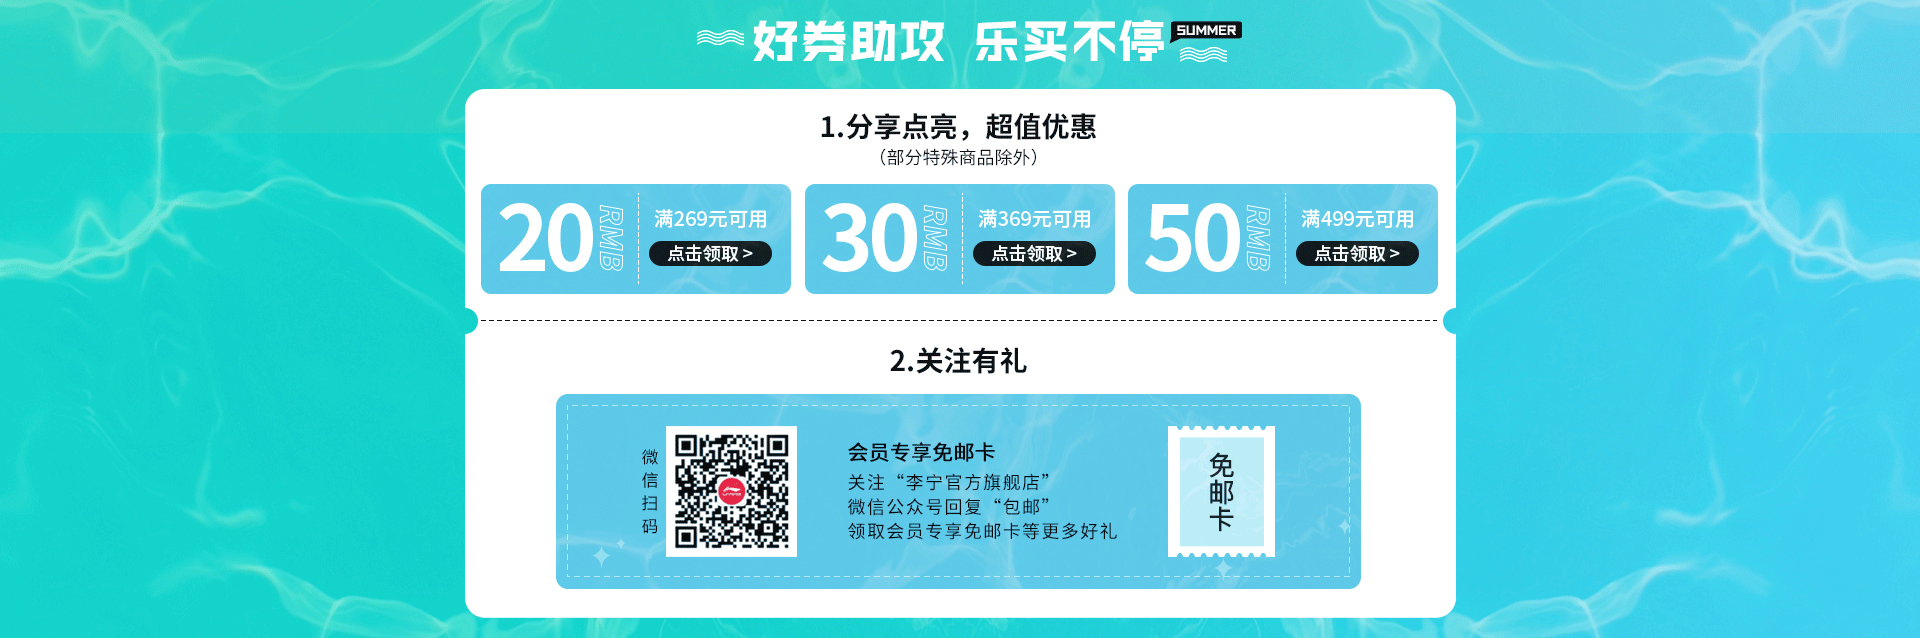 好券助攻 乐买不停
SUMMER
1.分享点亮，超值优惠
（部分特殊商品除外）
20 RMB
满269元可用
点击领取 >
30 RMB
满369元可用
点击领取 >
50 RMB
满499元可用
点击领取 >
2.关注有礼
微信扫码
会员专享免邮卡
关注“李宁官方旗舰店”
微信公众号回复“包邮”
领取会员专享免邮卡等更多好礼
免邮卡